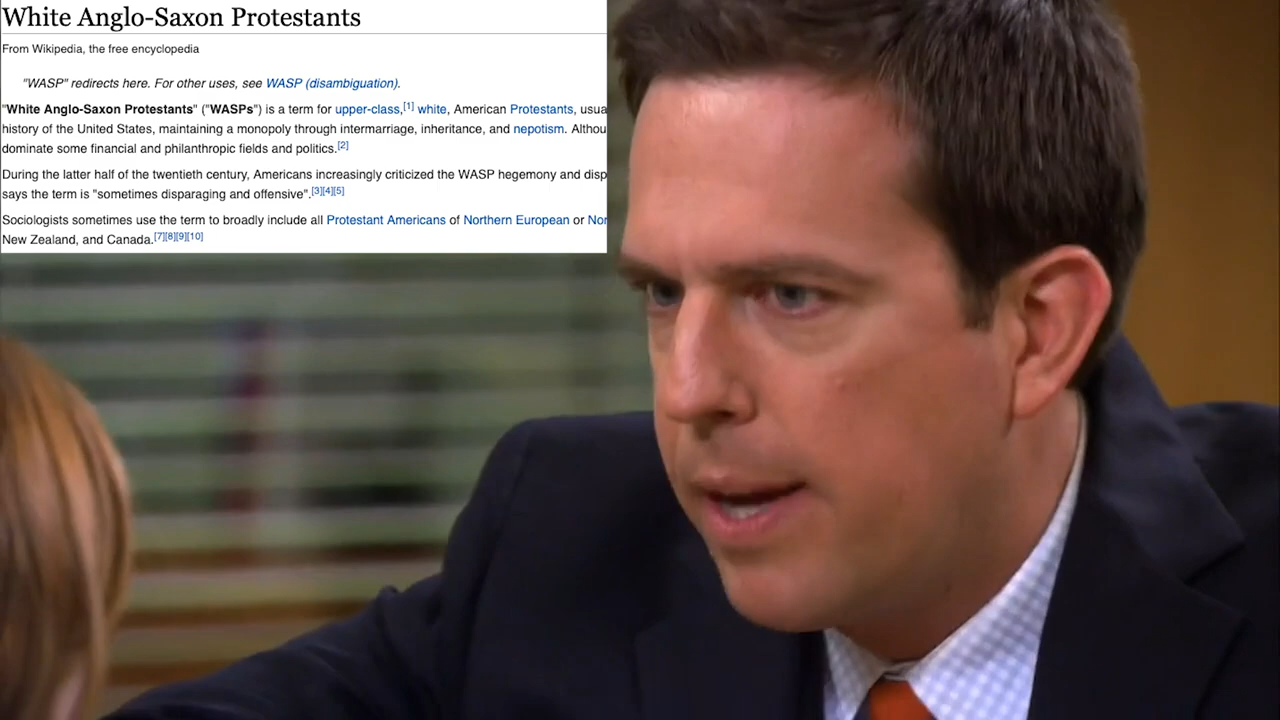 White Anglo-Saxon Protestants
From Wikipedia, the free encyclopedia
"WASP" redirects here. For other uses, see WASP (disambiguation).
"White Anglo-Saxon Protestants" ("WASPs") is a term for upper-class,[1] white, American Protestants,
history of the United States, maintaining a monopoly through intermarriage, inheritance, and nepotism.
dominate some financial and philanthropic fields and politics.[2]
During the latter half of the twentieth century, Americans increasingly criticized the WASP hegemony and
says the term is "sometimes disparaging and offensive".[3][4][5]
Sociologists sometimes use the term to broadly include all Protestant Americans of Northern European or
New Zealand, and Canada.[7][8][9][10]